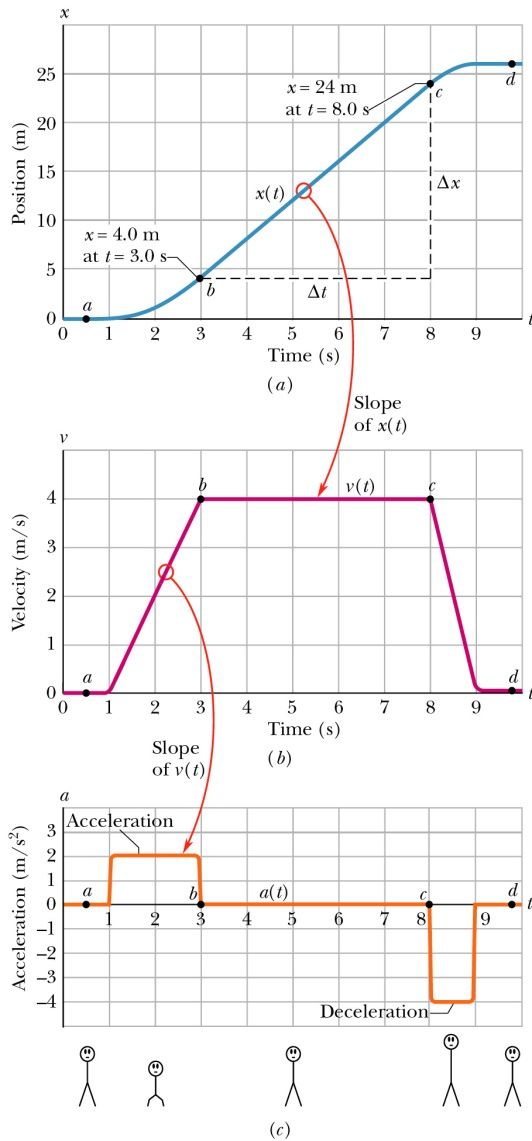 x
Position (m)
25
20
15
10
5
0
x = 24 m
at t = 8.0 s
c
d
Δx
x(t)
x = 4.0 m
at t = 3.0 s
b
Δt
a
0 1 2 3 4 5 6 7 8 9 t
Time (s)
(a)
Slope
of x(t)
v
Velocity (m/s)
4
3
2
1
0
b
v(t)
c
a
d
0 1 2 3 4 5 6 7 8 9 t
Time (s)
(b)
Slope
of v(t)
a
Acceleration (m/s²)
3
2
1
0
–1
–2
–3
–4
Acceleration
a
b
a(t)
c
d
1 2 3 4 5 6 7 8 9 t
Deceleration
(c)